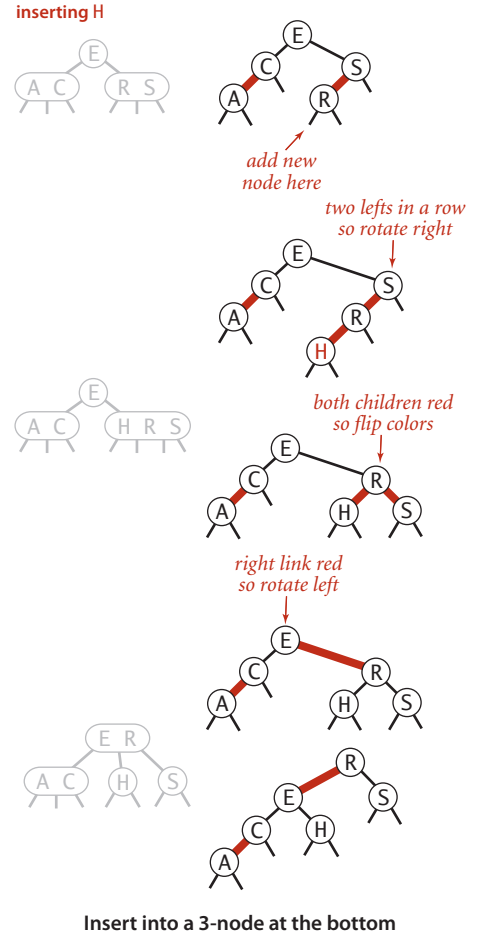 inserting H
E
A C
R S
E
C
S
A
R
add new
node here
two lefts in a row
so rotate right
E
C
S
A
R
H
E
A C
H R S
both children red
so flip colors
E
C
R
A
H
S
right link red
so rotate left
E
C
R
A
H
S
E R
A C
H
S
R
E
S
C
H
A
Insert into a 3-node at the bottom